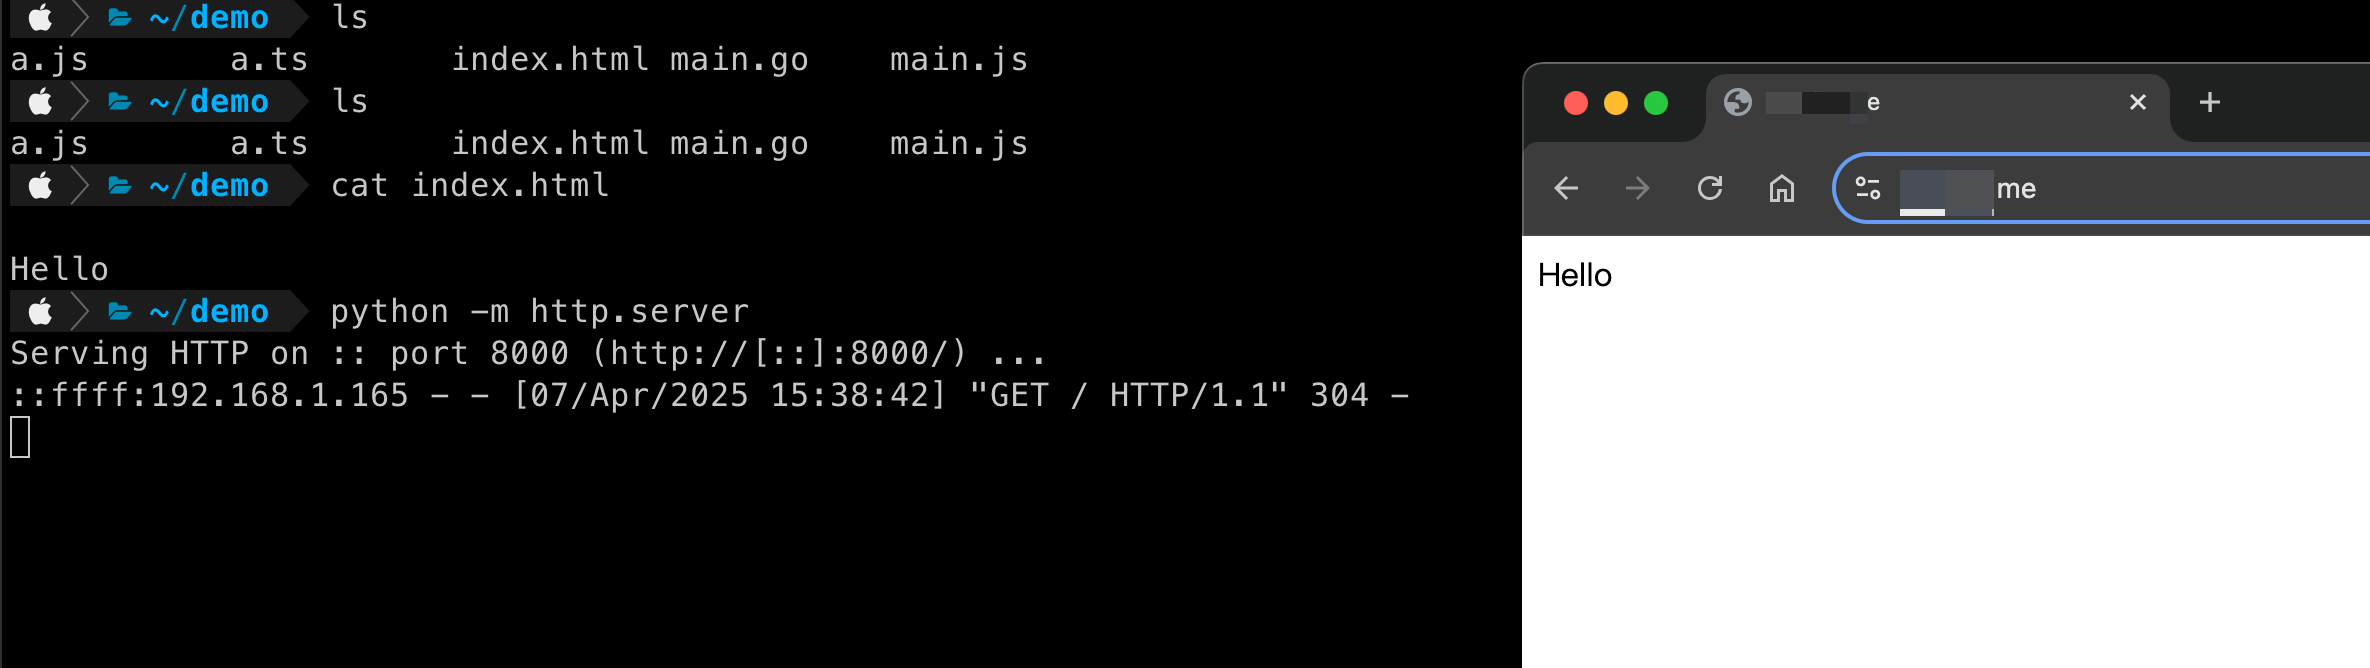 ~/demo ls
a.js a.ts index.html main.go main.js
~/demo ls
a.js a.ts index.html main.go main.js
~/demo cat index.html
Hello
~/demo python -m http.server
Serving HTTP on :: port 8000 (http://[::]:8000/) ...
::ffff:192.168.1.165 - - [07/Apr/2025 15:38:42] "GET / HTTP/1.1" 304 -
e
me
Hello